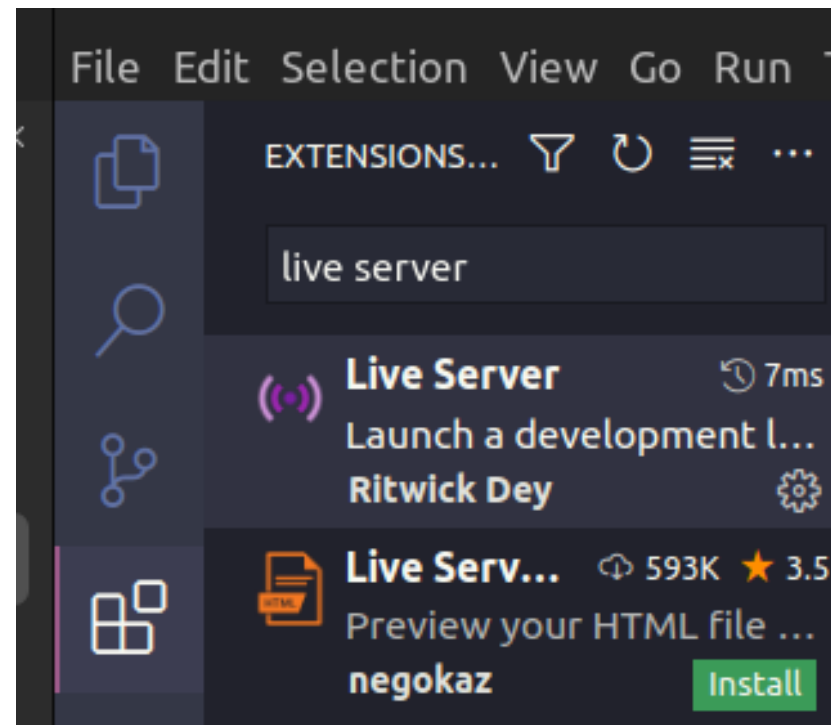 File Edit Selection View Go Run
EXTENSIONS...
live server
Live Server 7ms
Launch a development l...
Ritwick Dey
Live Serv... 593K 3.5
HTML
Preview your HTML file ...
negokaz Install